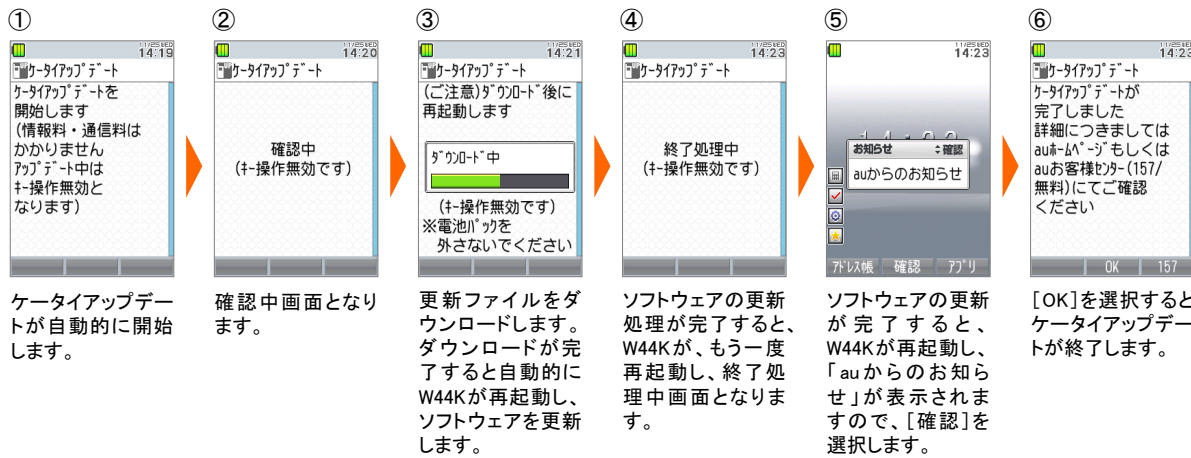 ①
11/25 WED
14:19
ｹｰﾀｲｱｯﾌﾟﾃﾞｰﾄ
ｹｰﾀｲｱｯﾌﾟﾃﾞｰﾄを
開始します
(情報料・通信料は
かかりません
ｱｯﾌﾟﾃﾞｰﾄ中は
ｷｰ操作無効と
なります)
ケータイアップデー
トが自動的に開始
します。
②
11/25 WED
14:20
ｹｰﾀｲｱｯﾌﾟﾃﾞｰﾄ
確認中
(ｷｰ操作無効です)
確認中画面となり
ます。
③
11/25 WED
14:21
ｹｰﾀｲｱｯﾌﾟﾃﾞｰﾄ
(ご注意)ﾀﾞｳﾝﾛｰﾄﾞ後に
再起動します
ﾀﾞｳﾝﾛｰﾄﾞ中
(ｷｰ操作無効です)
※電池ﾊﾟｯｸを
外さないでください
更新ファイルをダ
ウンロードします。
ダウンロードが完
了すると自動的に
W44Kが再起動し、
ソフトウェアを更新
します。
④
11/25 WED
14:23
ｹｰﾀｲｱｯﾌﾟﾃﾞｰﾄ
終了処理中
(ｷｰ操作無効です)
ソフトウェアの更新
処理が完了すると、
W44Kが、もう一度
再起動し、終了処
理中画面となりま
す。
⑤
11/25 WED
14:23
お知らせ 確認
auからのお知らせ
ｱﾄﾞﾚｽ帳 確認 ｱﾌﾟﾘ
ソフトウェアの更新
が完了すると、
W44Kが再起動し、
「auからのお知ら
せ」が表示されま
すので、[確認]を
選択します。
⑥
11/25 WED
14:23
ｹｰﾀｲｱｯﾌﾟﾃﾞｰﾄ
ｹｰﾀｲｱｯﾌﾟﾃﾞｰﾄが
完了しました
詳細につきましては
auﾎｰﾑﾍﾟｰｼﾞもしくは
auお客様ｾﾝﾀｰ(157/
無料)にてご確認
ください
OK 157
[OK]を選択すると
ケータイアップデー
トが終了します。